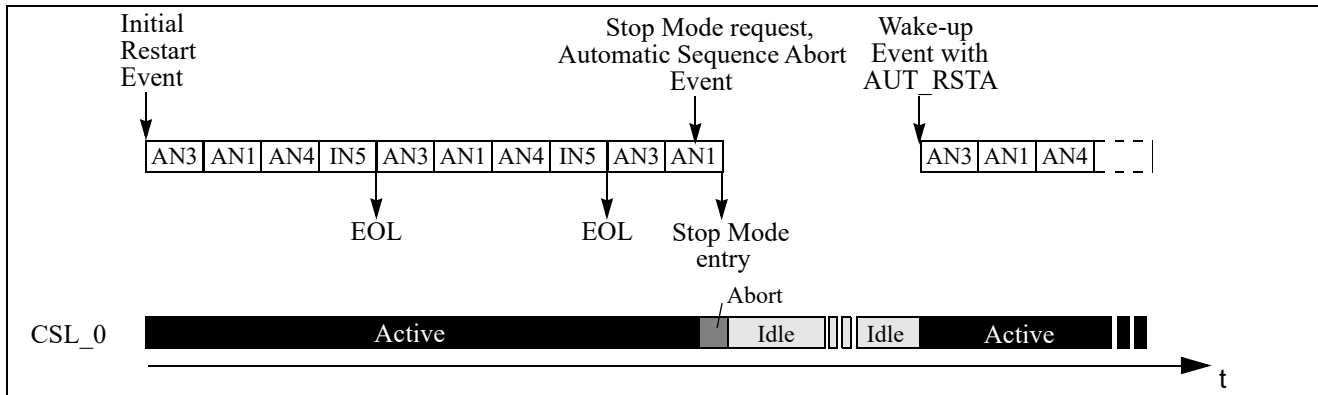 Initial
Restart
Event
Stop Mode request,
Automatic Sequence Abort
Event
Wake-up
Event with
AUT_RSTA
AN3 AN1 AN4 IN5 AN3 AN1 AN4 IN5 AN3 AN1 AN3 AN1 AN4
EOL EOL Stop Mode
entry
Abort
CSL_0 Active Idle Idle Active
t